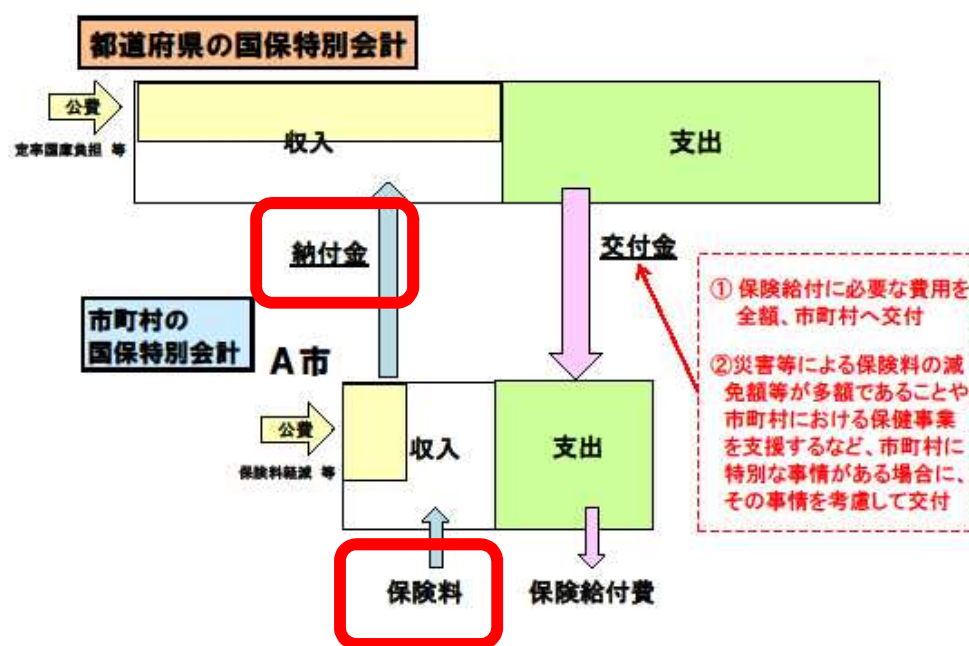 都道府県の国保特別会計
公費
定率国庫負担 等
収入
支出
納付金
交付金
① 保険給付に必要な費用を
全額、市町村へ交付
②災害等による保険料の減
免額等が多額であることや
市町村における保健事業
を支援するなど、市町村に
特別な事情がある場合に、
その事情を考慮して交付
市町村の
国保特別会計
A市
公費
保険料軽減 等
収入
支出
保険料
保険給付費